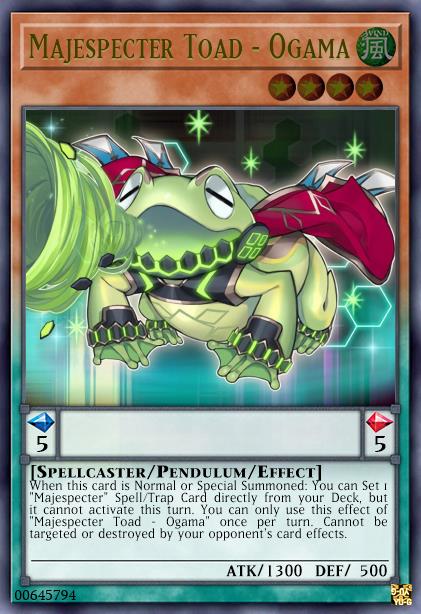 Majespecter Toad - Ogama
WIND
風
5 5
[Spellcaster/Pendulum/Effect]
When this card is Normal or Special Summoned: You can Set 1
"Majespecter" Spell/Trap Card directly from your Deck, but
it cannot activate this turn. You can only use this effect of
"Majespecter Toad - Ogama" once per turn. Cannot be
targeted or destroyed by your opponent's card effects.
ATK/1300 DEF/ 500
00645794